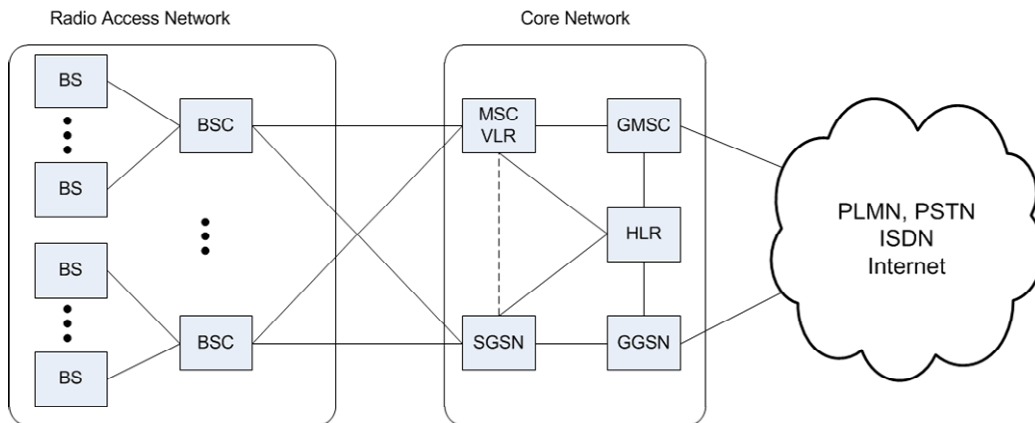 Radio Access Network
Core Network
BS
BS
BSC
BS
BS
BSC
MSC
VLR
GMSC
HLR
SGSN
GGSN
PLMN, PSTN
ISDN
Internet